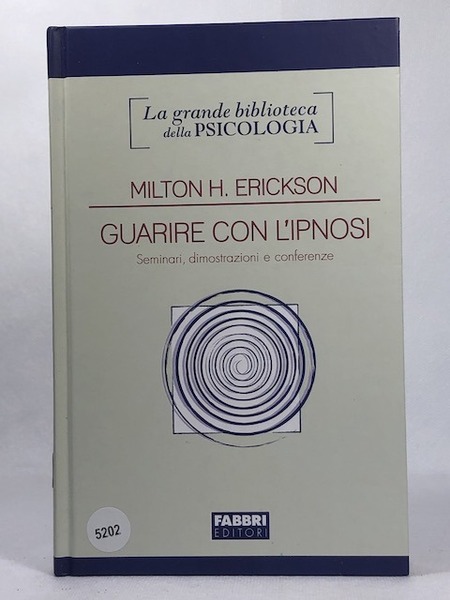 La grande biblioteca
della PSICOLOGIA
MILTON H. ERICKSON
GUARIRE CON L'IPNOSI
Seminari, dimostrazioni e conferenze
5202
FABBRI
EDITORI